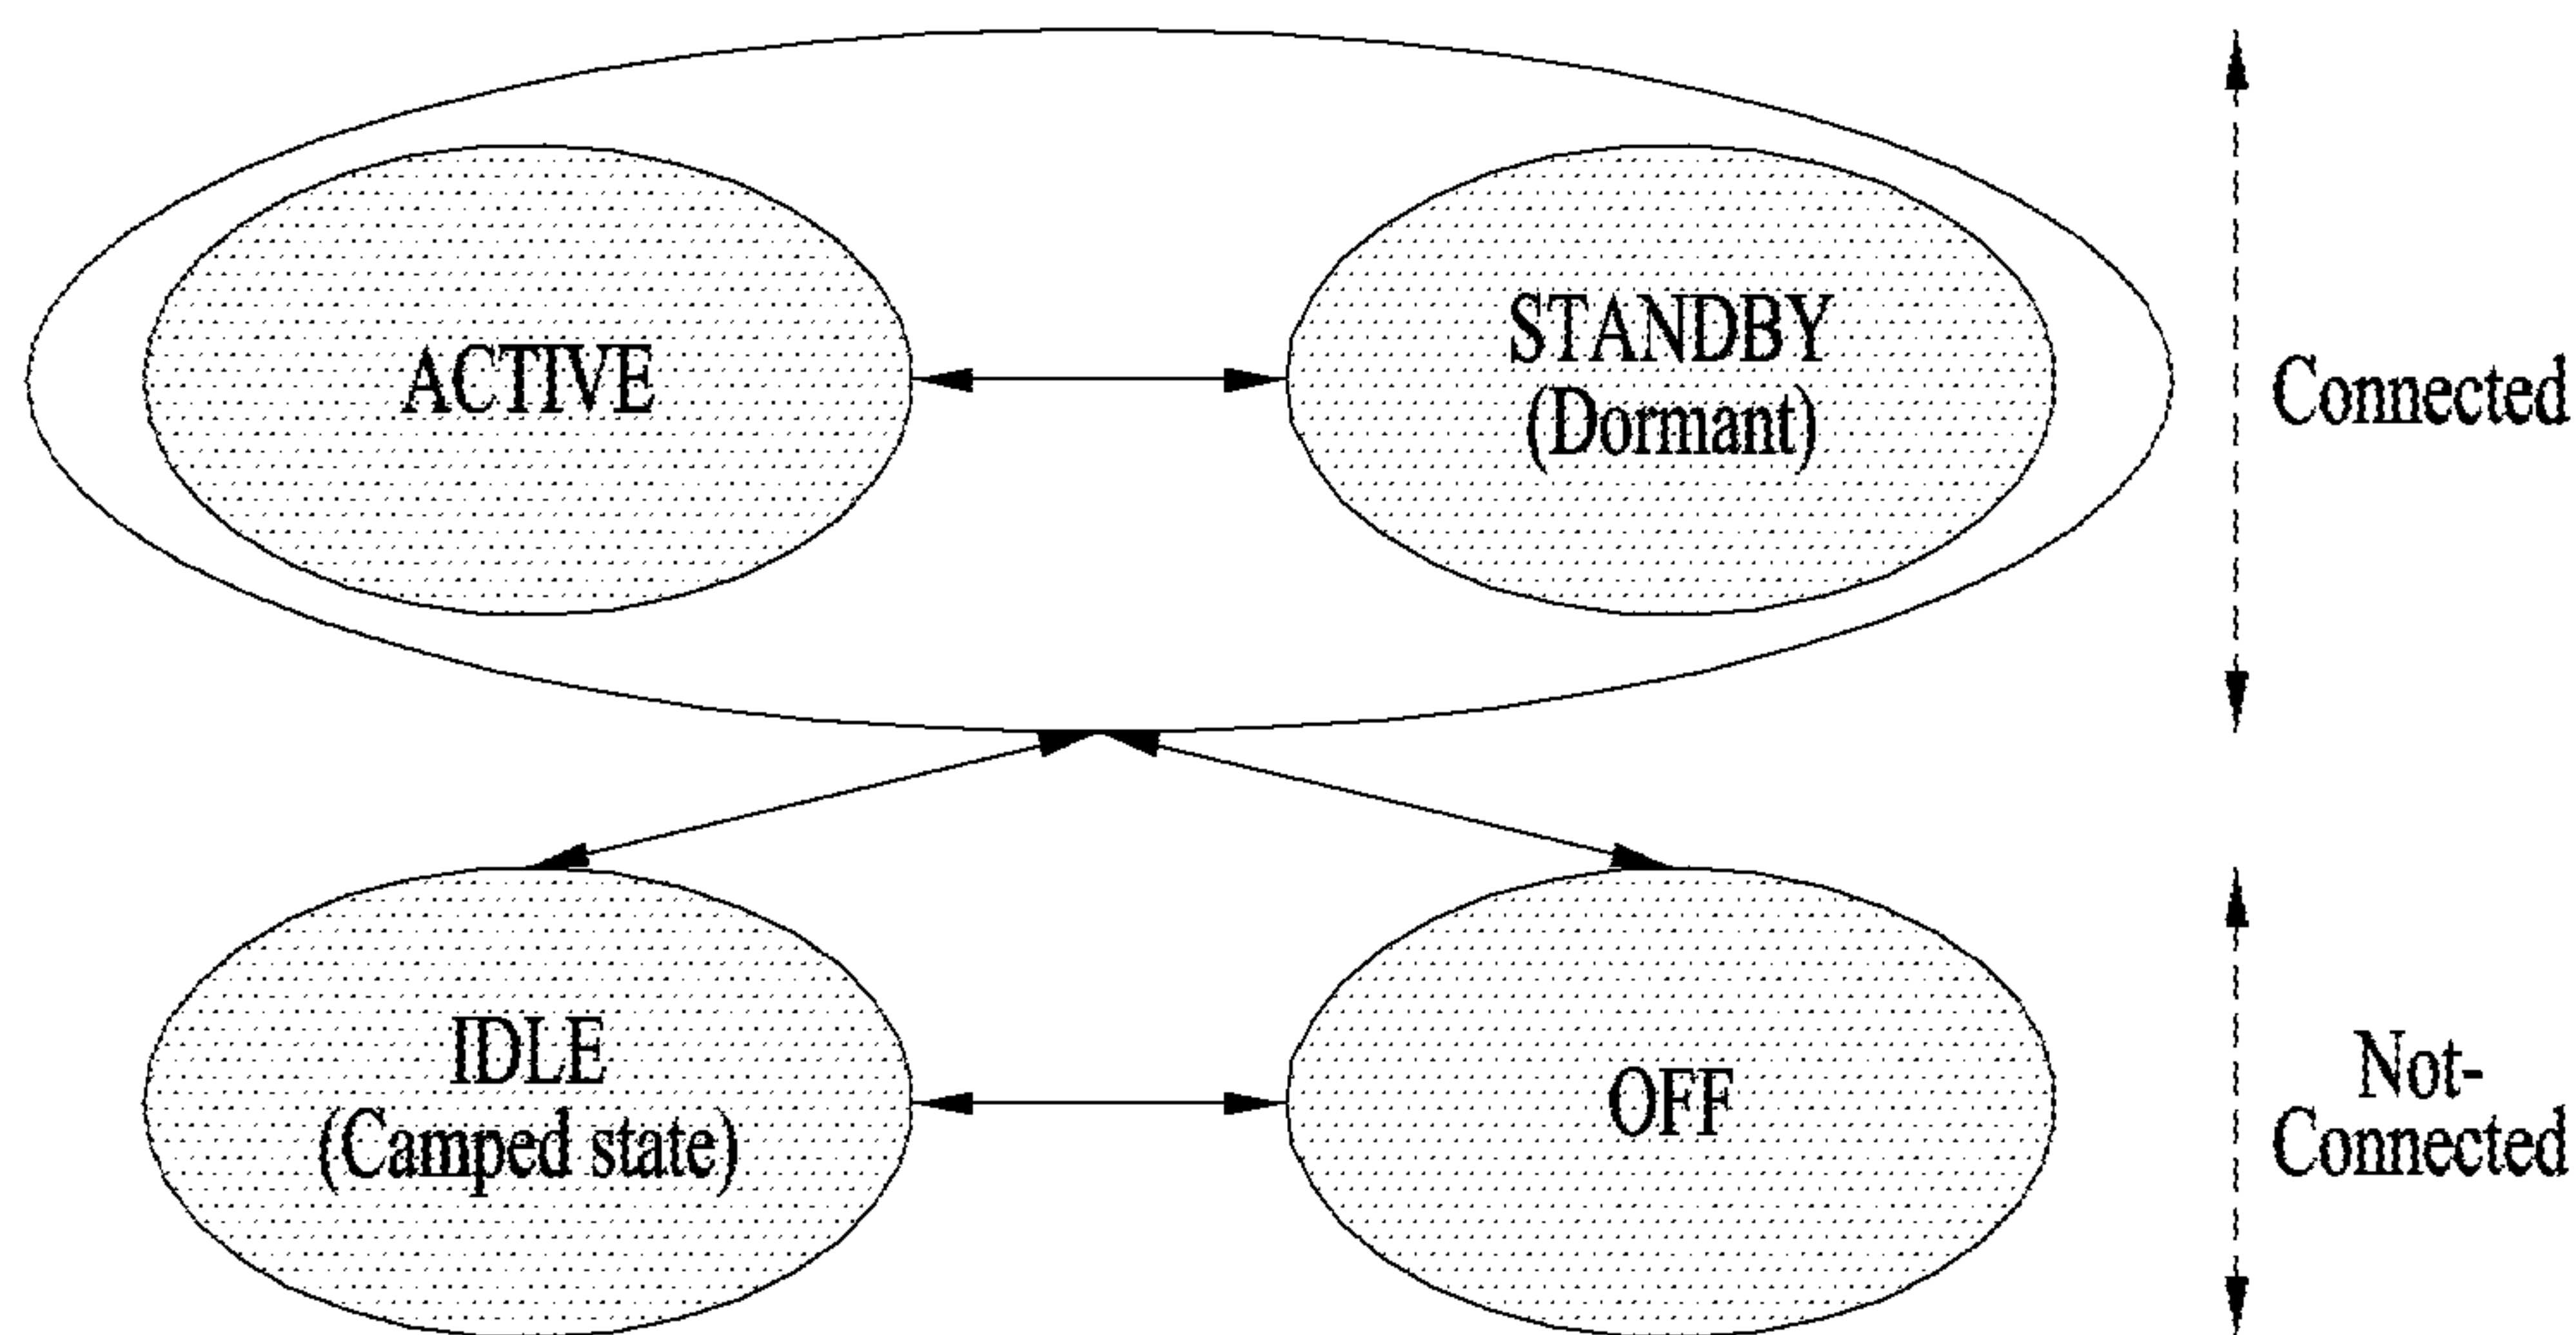 ACTIVE
STANDBY
(Dormant)
Connected
IDLE
(Camped state)
OFF
Not-
Connected